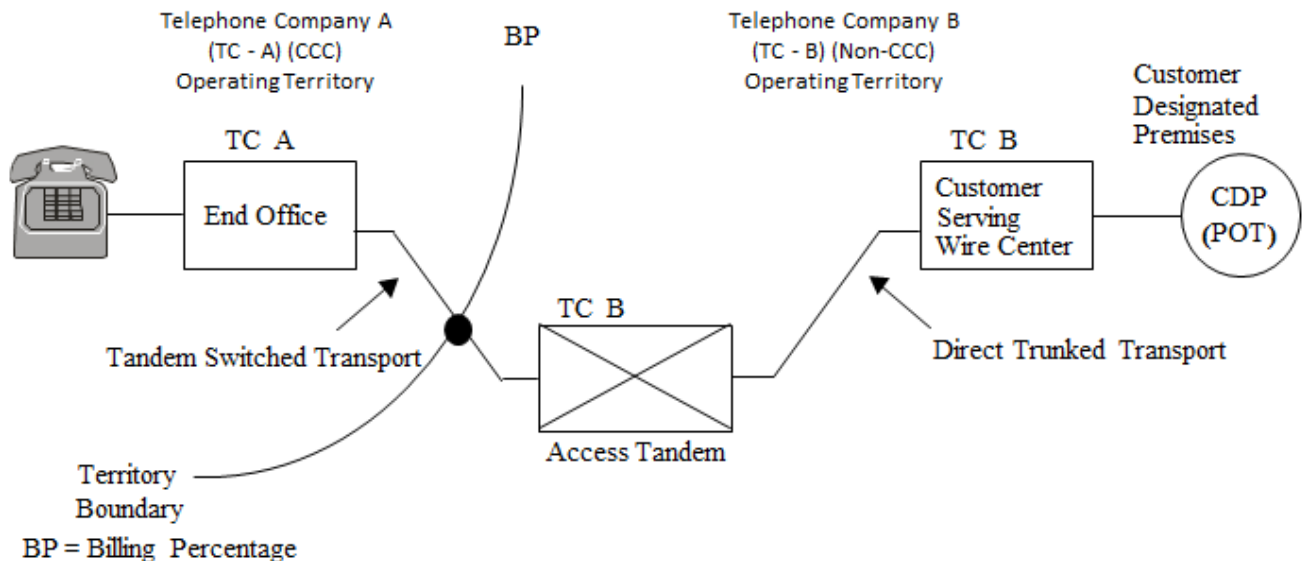 Telephone Company A
(TC - A) (CCC)
Operating Territory
BP
Telephone Company B
(TC - B) (Non-CCC)
Operating Territory
Customer
Designated
Premises
TC A
End Office
TC B
Customer
Serving
Wire Center
CDP
(POT)
Tandem Switched Transport
TC B
Access Tandem
Direct Trunked Transport
Territory
Boundary
BP = Billing Percentage